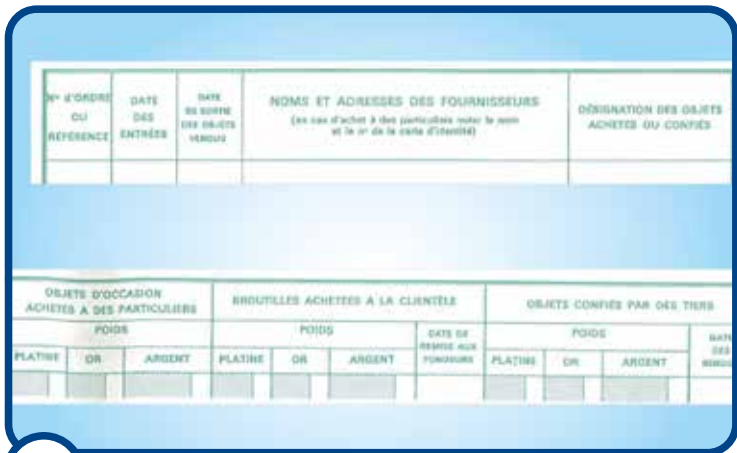 N° D'ORDRE
OU
RÉFÉRENCE
DATE
DES
ENTRÉES
DATE
DE SORTIE
DES OBJETS
VENDUS
NOMS ET ADRESSES DES FOURNISSEURS
(en cas d'achat à des particuliers noter le nom
et le n° de la carte d'identité)
DÉSIGNATION DES OBJETS
ACHETÉS OU CONFIÉS
OBJETS D'OCCASION
ACHETÉS A DES PARTICULIERS
BROUTILLES ACHETÉES A LA CLIENTÈLE
OBJETS CONFIÉS PAR DES TIERS
POIDS
POIDS
DATE DE
REMISE AUX
FONDEURS
POIDS
DATE
DES
PLATINE
OR
ARGENT
PLATINE
OR
ARGENT
PLATINE
OR
ARGENT